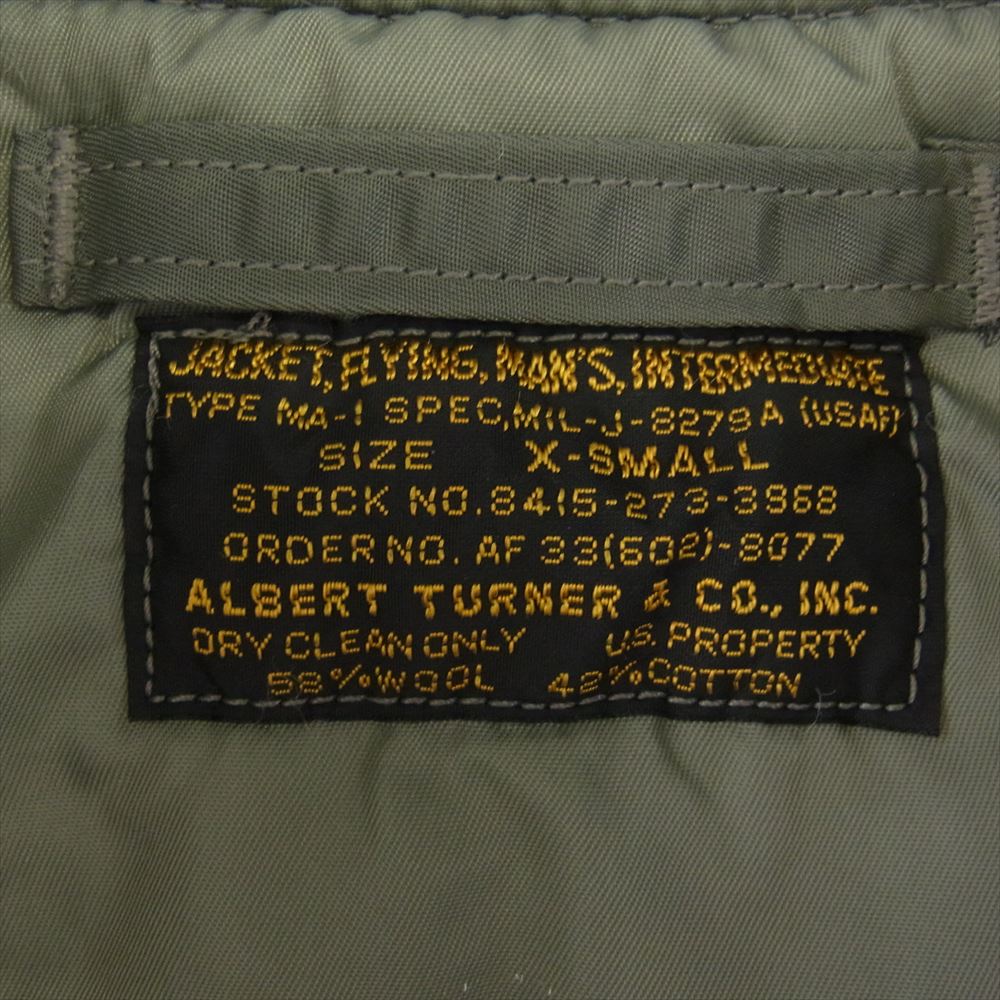 JACKET, FLYING, MAN'S, INTERMEDIATE
TYPE MA-1 SPEC, MIL-J-8279A (USAF)
SIZE X-SMALL
STOCK NO. 8415-273-3968
ORDER NO. AF 33(602)-8077
ALBERT TURNER & CO., INC.
DRY CLEAN ONLY U.S. PROPERTY
58% WOOL 42% COTTON